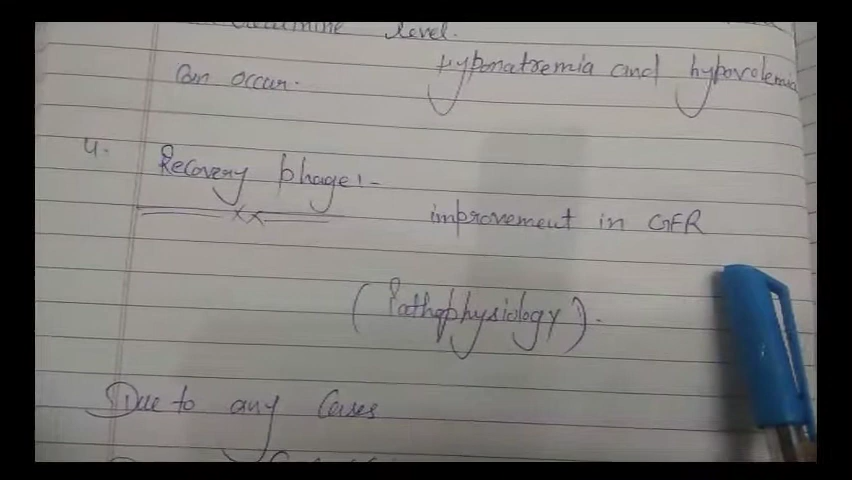 level.
can occur. Hyponatremia and hypovolemia
4. Recovery phage:-
improvement in GFR
(Pathophysiology).
Due to any Cases